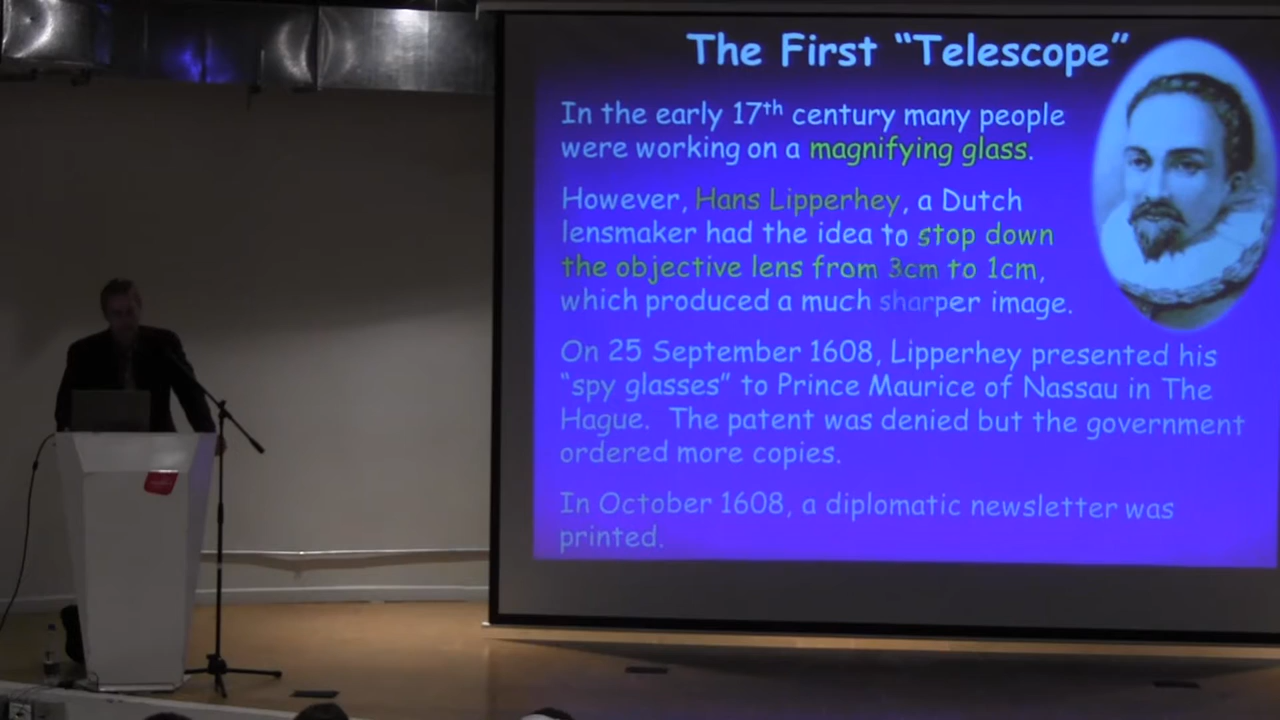 The First “Telescope”
In the early 17th century many people
were working on a magnifying glass.
However, Hans Lipperhey, a Dutch
lensmaker had the idea to stop down
the objective lens from 3cm to 1cm,
which produced a much sharper image.
On 25 September 1608, Lipperhey presented his
“spy glasses” to Prince Maurice of Nassau in The
Hague. The patent was denied but the government
ordered more copies.
In October 1608, a diplomatic newsletter was
printed.